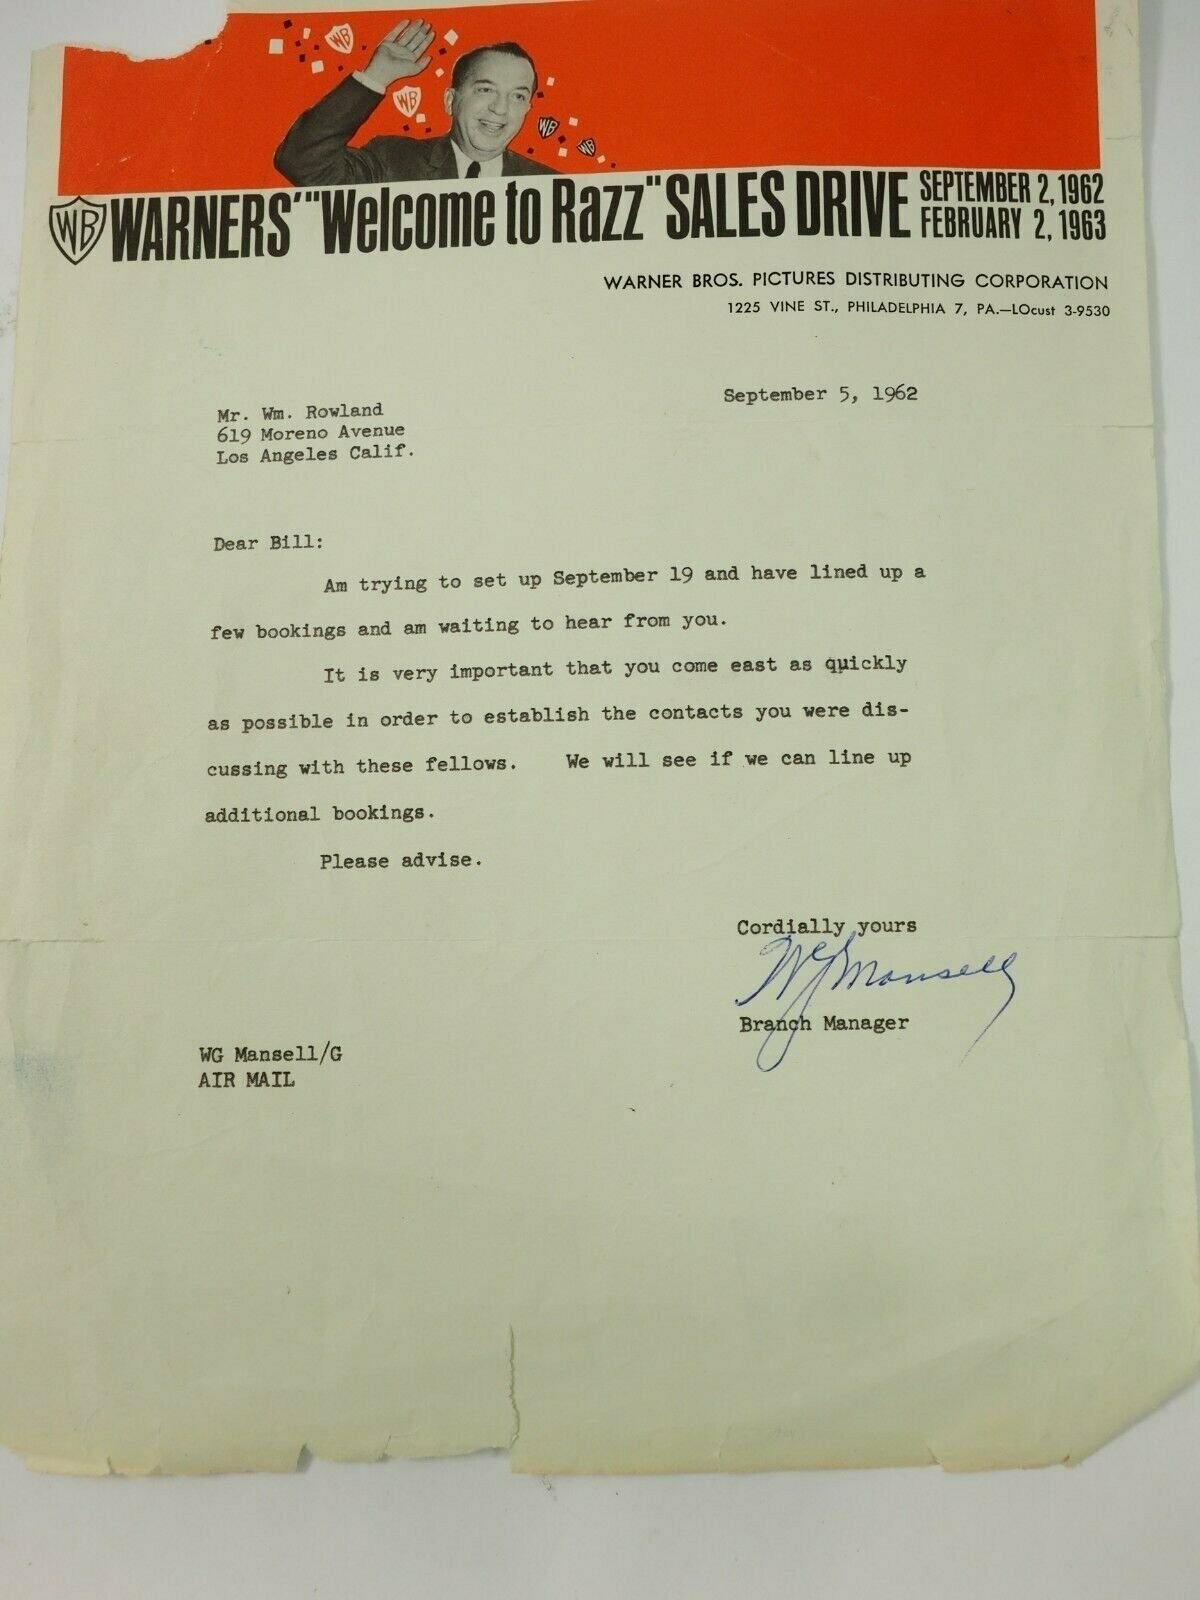 WB
WB
WB
WB
WB WARNERS' "Welcome to Razz" SALES DRIVE SEPTEMBER 2, 1962
FEBRUARY 2, 1963
WARNER BROS. PICTURES DISTRIBUTING CORPORATION
1225 VINE ST., PHILADELPHIA 7, PA.—LOcust 3-9530
September 5, 1962
Mr. Wm. Rowland
619 Moreno Avenue
Los Angeles Calif.
Dear Bill:
Am trying to set up September 19 and have lined up a
few bookings and am waiting to hear from you.
It is very important that you come east as quickly
as possible in order to establish the contacts you were dis-
cussing with these fellows. We will see if we can line up
additional bookings.
Please advise.
Cordially yours
WG Mansell
Branch Manager
WG Mansell/G
AIR MAIL